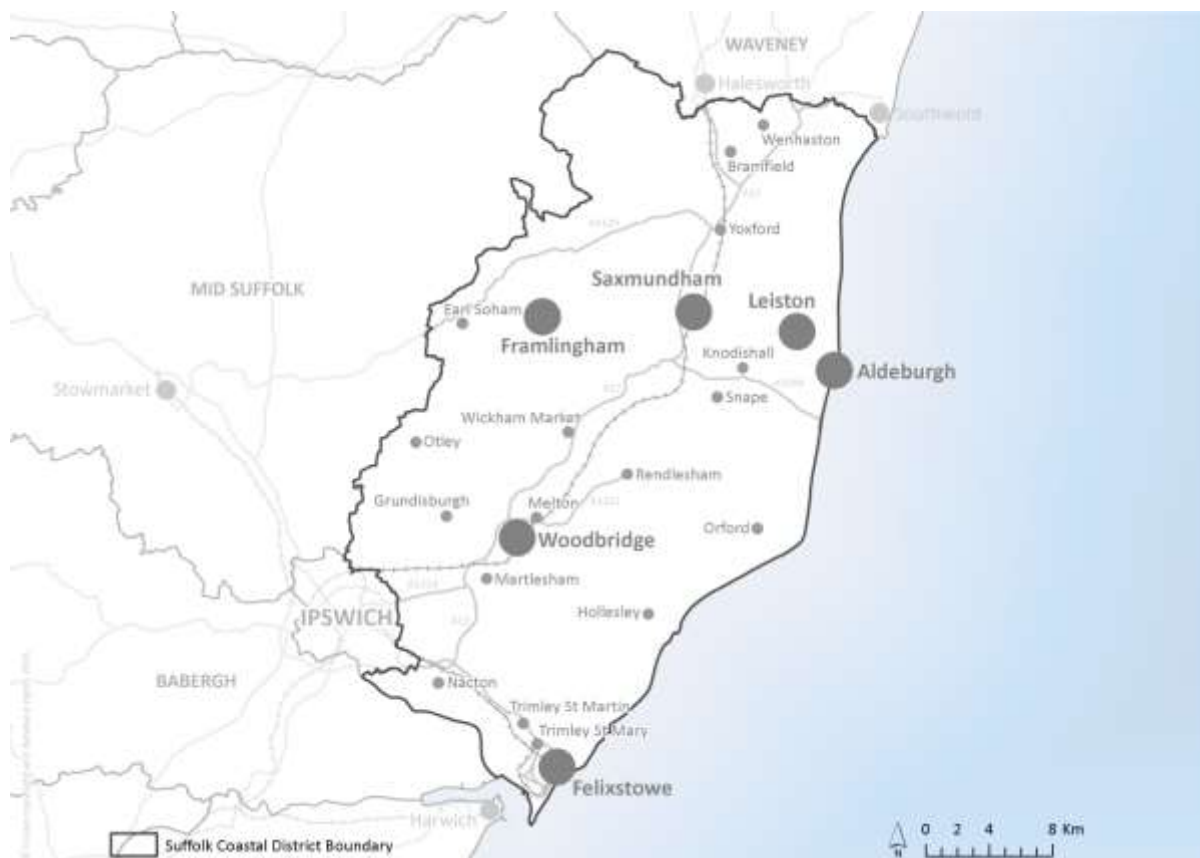 WAVENEY
Halesworth
Southwold
Wenhaston
Bramfield
Yoxford
Saxmundham
MID SUFFOLK
Leiston
Earl Soham
Framlingham
Knodishall
Aldeburgh
Stowmarket
Snape
Wickham Market
Otley
Rendlesham
Grundisburgh
Melton
Orford
Woodbridge
Martlesham
Hollesley
IPSWICH
BABERGH
Nacton
Trimley St Martin
Trimley St Mary
Felixstowe
Harwich
Suffolk Coastal District Boundary
N
0 2 4 8 Km